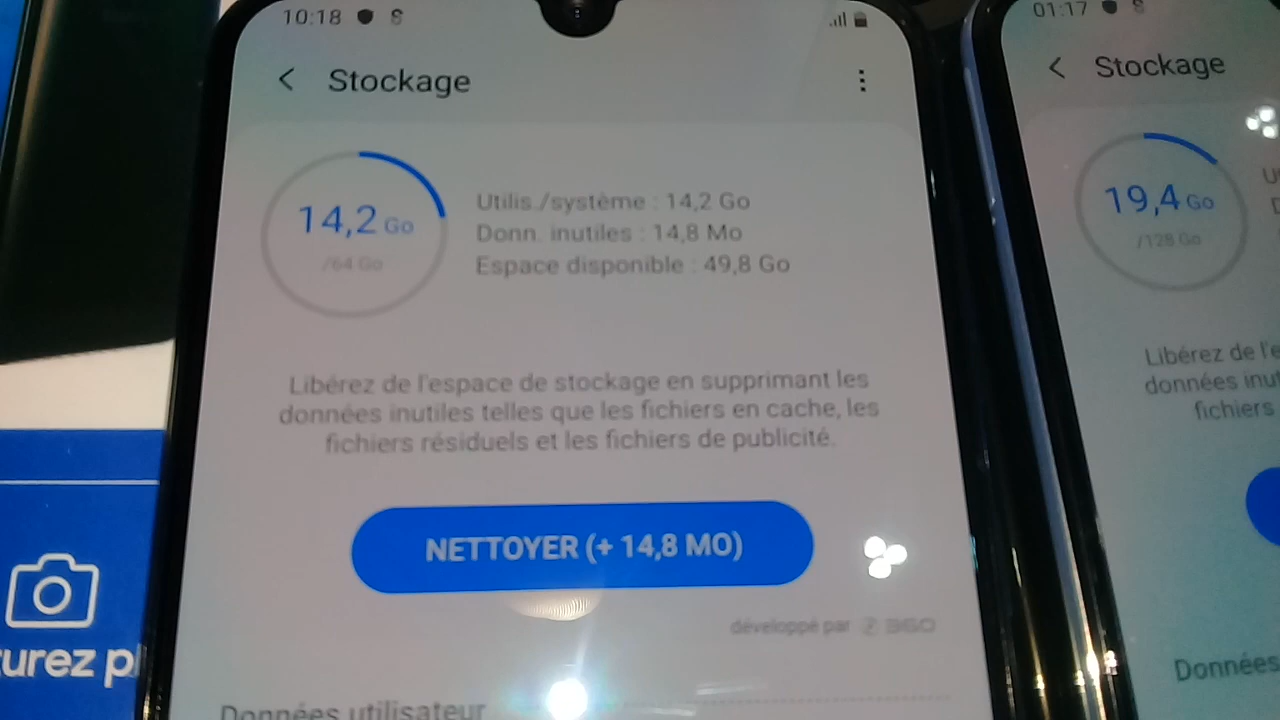 10:18
Stockage
14,2 Go
/64 Go
Utilis./système : 14,2 Go
Donn. inutiles : 14,8 Mo
Espace disponible : 49,8 Go
Libérez de l'espace de stockage en supprimant les
données inutiles telles que les fichiers en cache, les
fichiers résiduels et les fichiers de publicité.
NETTOYER (+ 14,8 MO)
développé par 360
Données utilisateur
01:17
Stockage
19,4 Go
/128 Go
Libérez de l'e
données inut
fichiers
Données
turez p